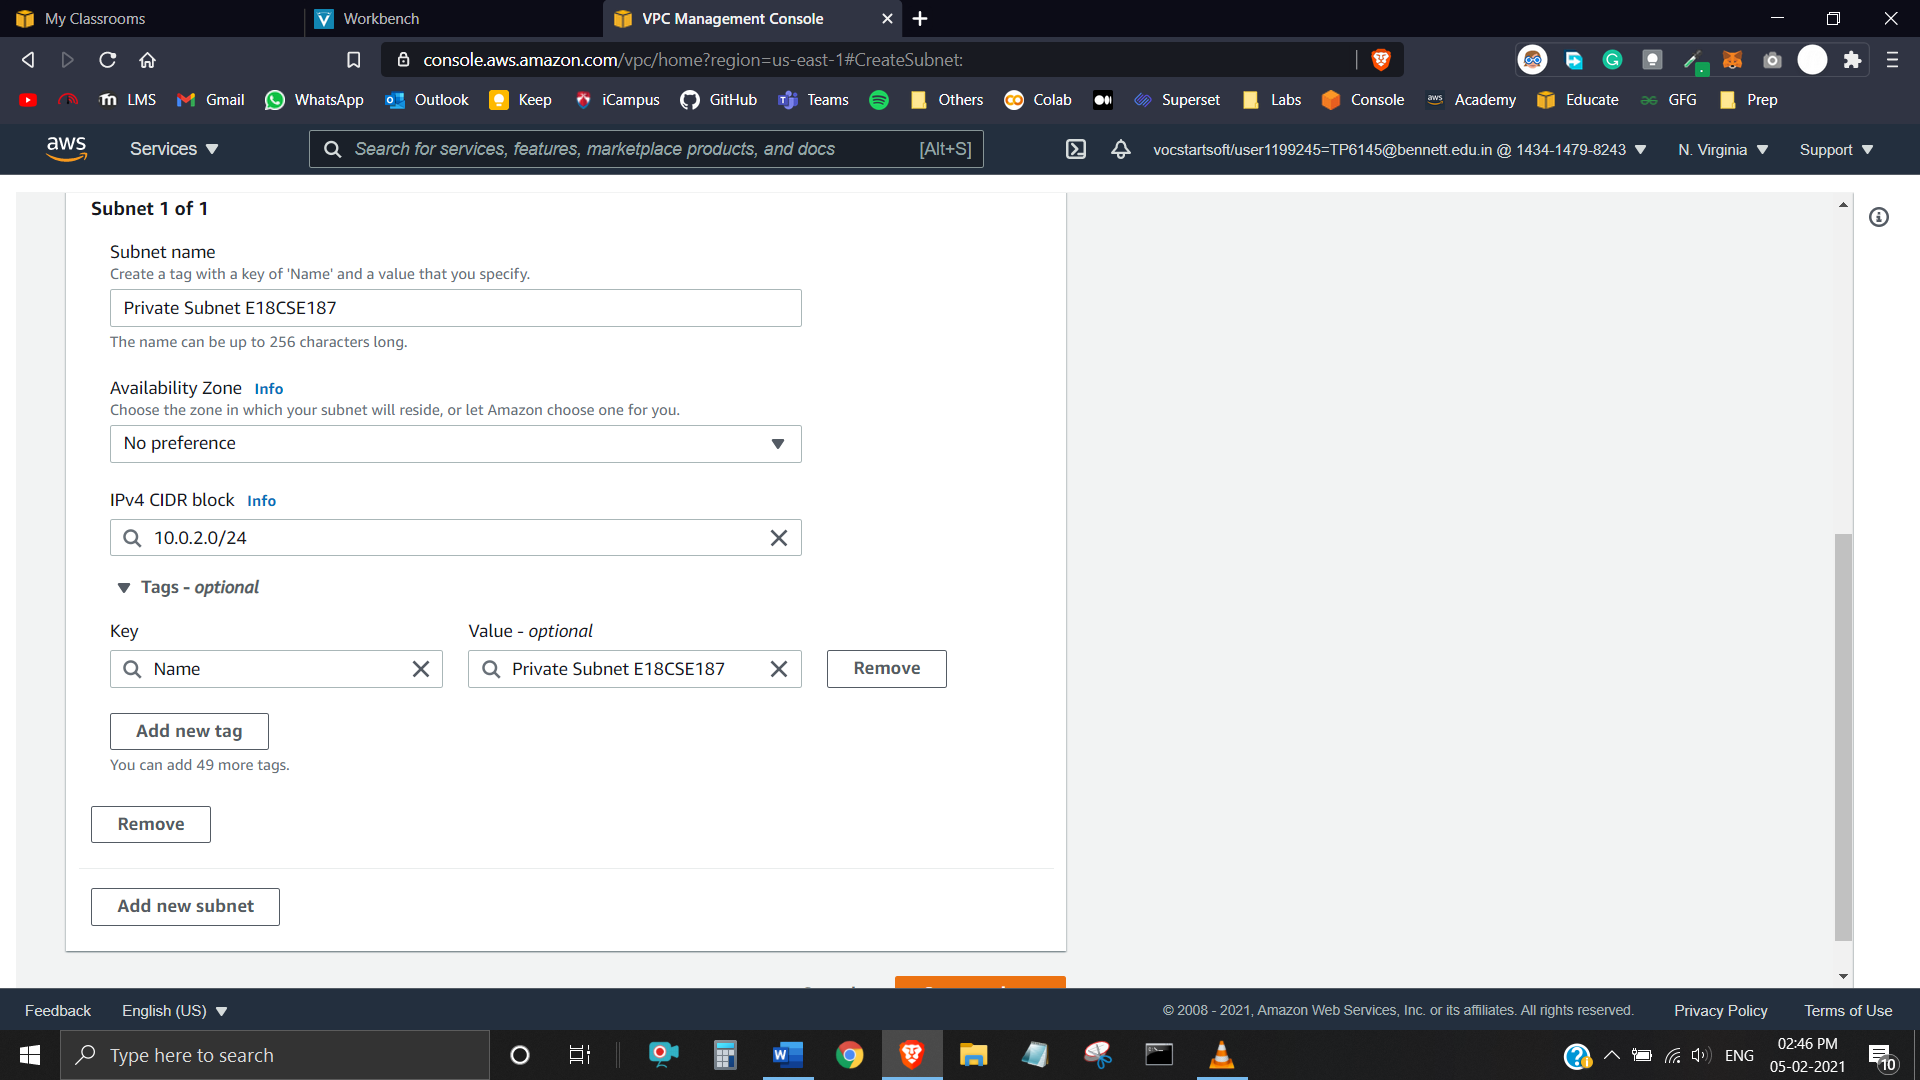 My Classrooms
Workbench
VPC Management Console
console.aws.amazon.com/vpc/home?region=us-east-1#CreateSubnet:
LMS
Gmail
WhatsApp
Outlook
Keep
iCampus
GitHub
Teams
Others
Colab
Superset
Labs
Console
aws
Academy
Educate
GFG
Prep
aws
Services
Search for services, features, marketplace products, and docs
[Alt+S]
vocstartsoft/user1199245=TP6145@bennett.edu.in @ 1434-1479-8243
N. Virginia
Support
Subnet 1 of 1
Subnet name
Create a tag with a key of 'Name' and a value that you specify.
Private Subnet E18CSE187
The name can be up to 256 characters long.
Availability Zone Info
Choose the zone in which your subnet will reside, or let Amazon choose one for you.
No preference
IPv4 CIDR block Info
10.0.2.0/24
Tags - optional
Key
Value - optional
Name
Private Subnet E18CSE187
Remove
Add new tag
You can add 49 more tags.
Remove
Add new subnet
Feedback
English (US)
© 2008 - 2021, Amazon Web Services, Inc. or its affiliates. All rights reserved.
Privacy Policy
Terms of Use
Type here to search
ENG
02:46 PM
05-02-2021
10